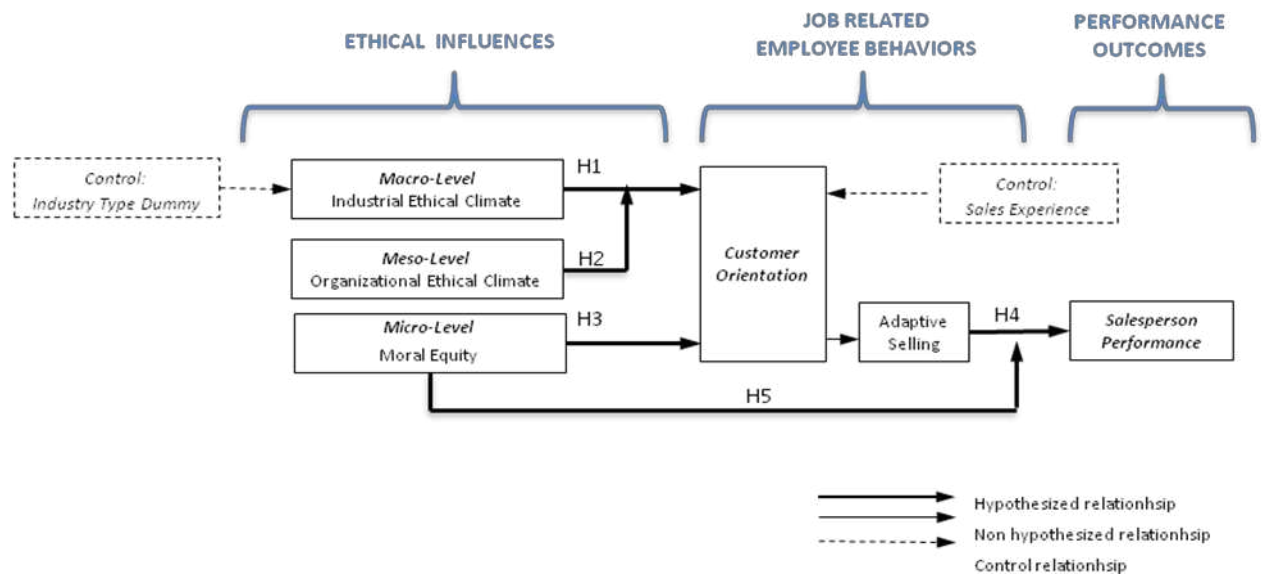 ETHICAL INFLUENCES
JOB RELATED
EMPLOYEE BEHAVIORS
PERFORMANCE
OUTCOMES
Control:
Industry Type Dummy
Macro-Level
Industrial Ethical Climate
H1
Control:
Sales Experience
Meso-Level
Organizational Ethical Climate
H2
Customer
Orientation
Micro-Level
Moral Equity
H3
Adaptive
Selling
H4
Salesperson
Performance
H5
Hypothesized relationhsip
Non hypothesized relationhsip
Control relationhsip